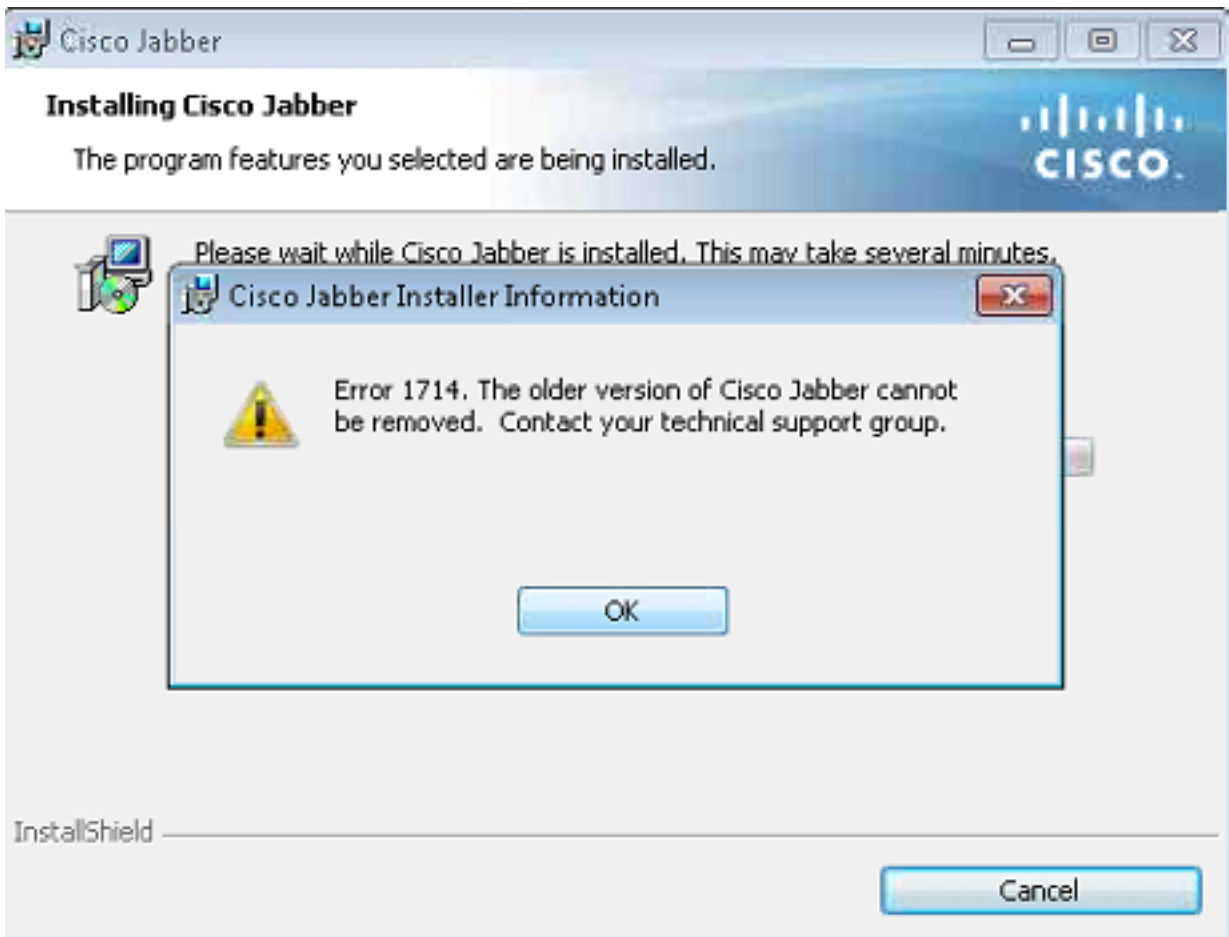 Cisco Jabber
Installing Cisco Jabber
The program features you selected are being installed.
CISCO.
Please wait while Cisco Jabber is installed. This may take several minutes.
Cisco Jabber Installer Information
Error 1714. The older version of Cisco Jabber cannot
be removed.  Contact your technical support group.
OK
InstallShield
Cancel